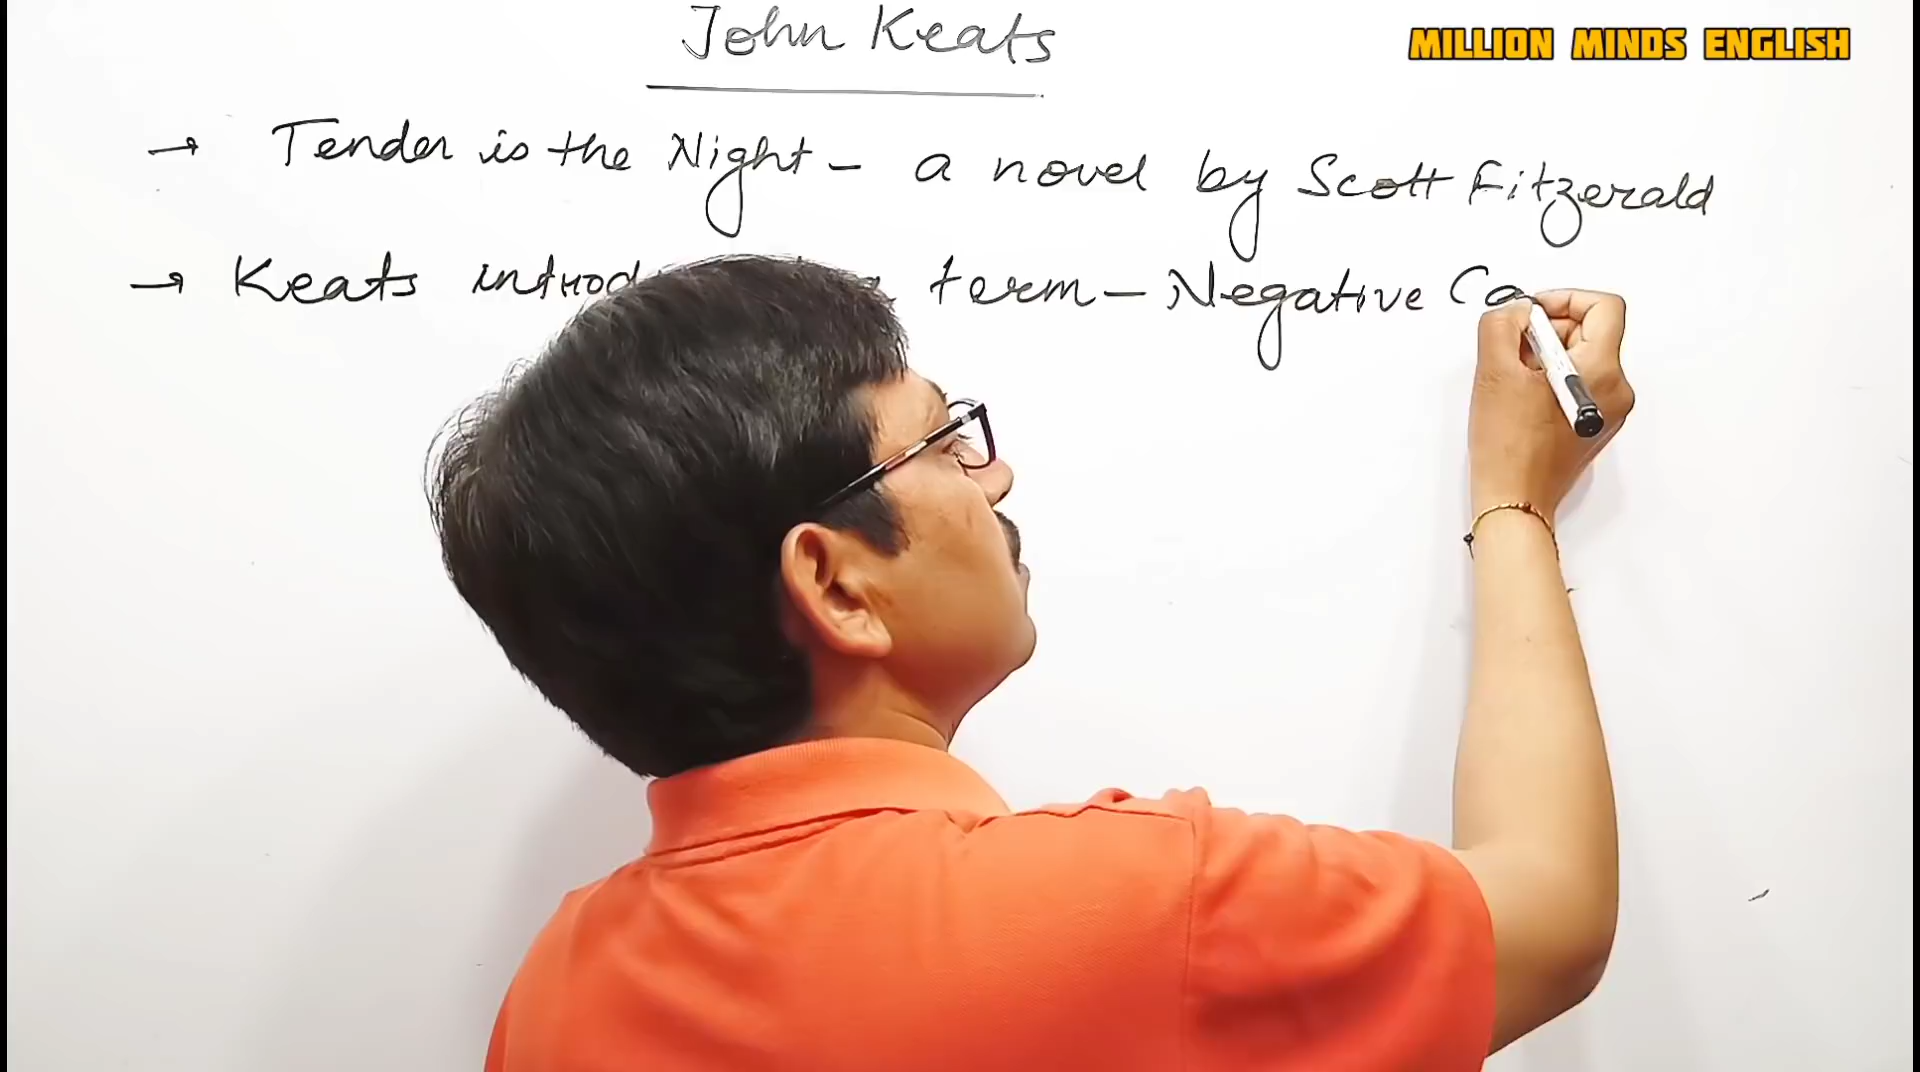 John Keats
MILLION MINDS ENGLISH
→ Tender is the Night - a novel by Scott Fitzerald
→ Keats introd term - Negative Ca